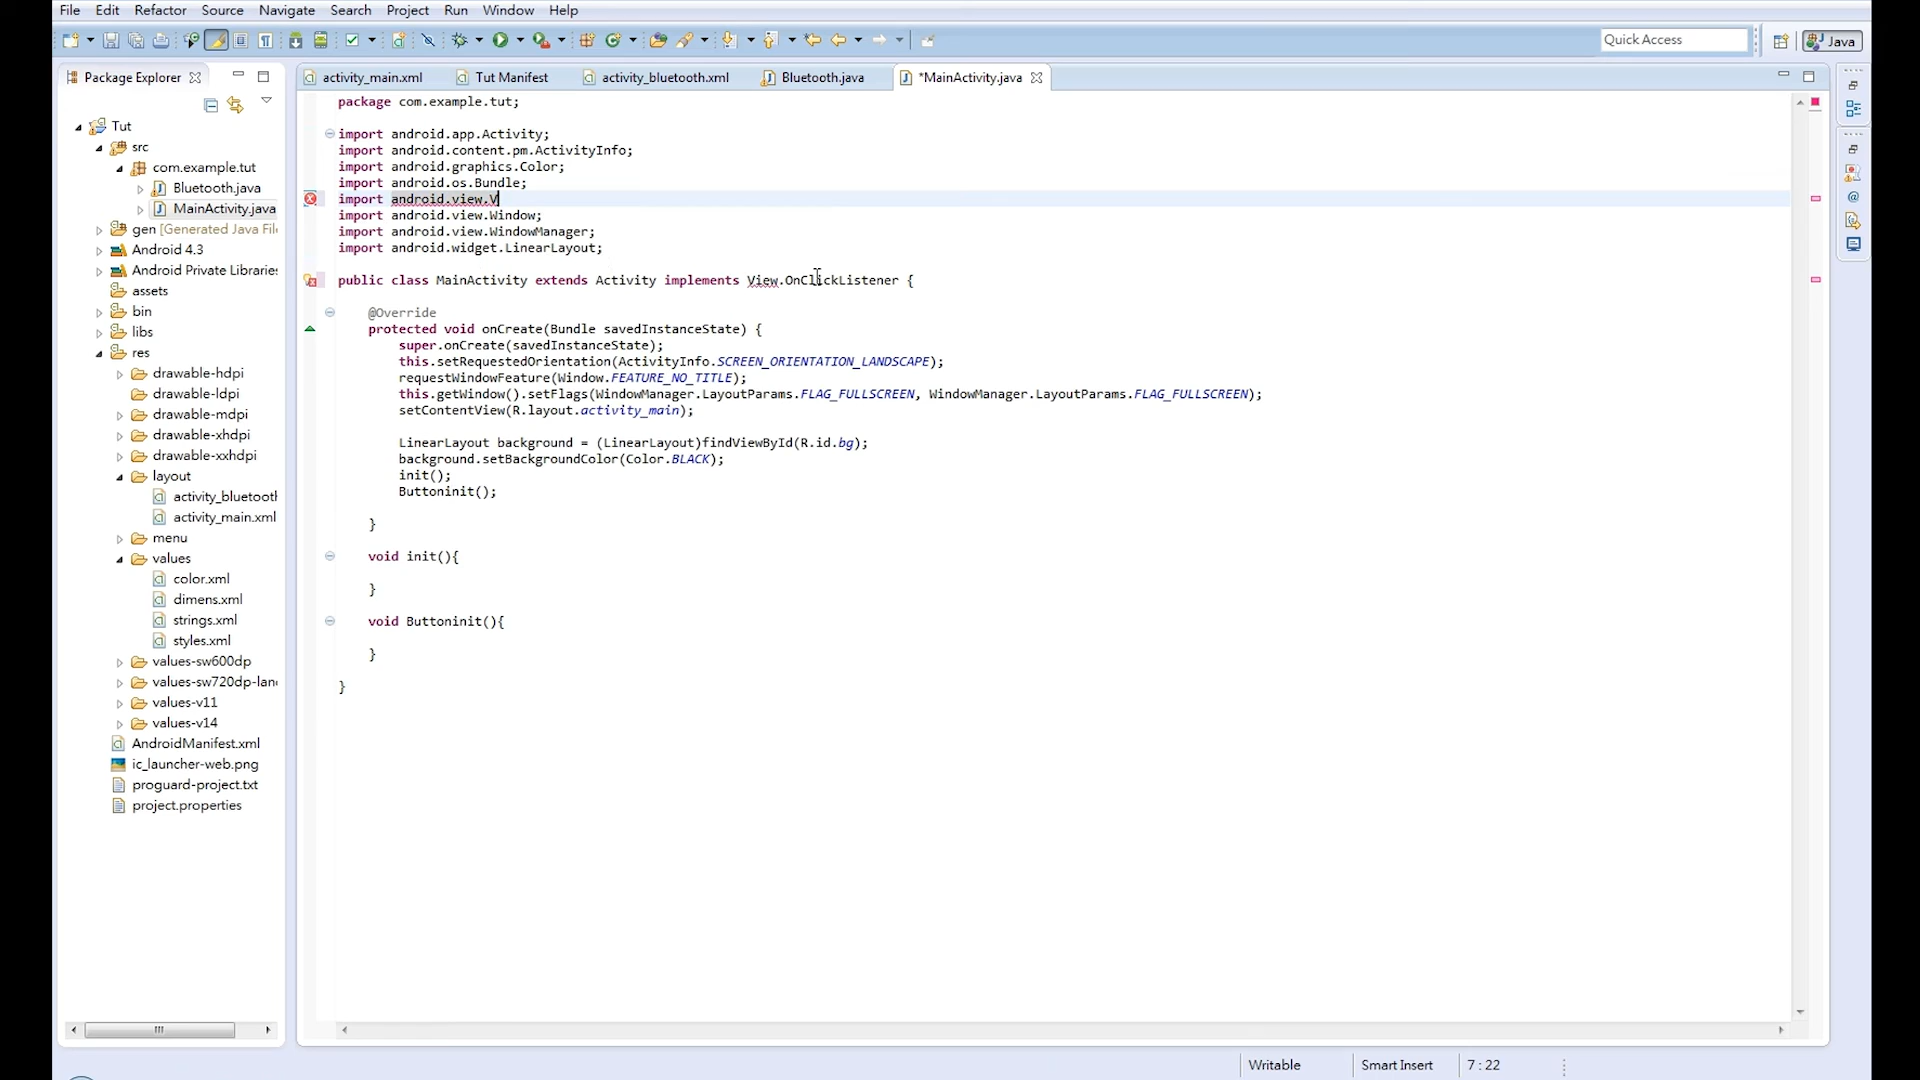 File Edit Refactor Source Navigate Search Project Run Window Help
Quick Access
Java
Package Explorer
activity_main.xml
Tut Manifest
activity_bluetooth.xml
Bluetooth.java
*MainActivity.java
Tut
src
com.example.tut
Bluetooth.java
MainActivity.java
gen [Generated Java File
Android 4.3
Android Private Libraries
assets
bin
libs
res
drawable-hdpi
drawable-ldpi
drawable-mdpi
drawable-xhdpi
drawable-xxhdpi
layout
activity_bluetooth
activity_main.xml
menu
values
color.xml
dimens.xml
strings.xml
styles.xml
values-sw600dp
values-sw720dp-lan
values-v11
values-v14
AndroidManifest.xml
ic_launcher-web.png
proguard-project.txt
project.properties
package com.example.tut;
import android.app.Activity;
import android.content.pm.ActivityInfo;
import android.graphics.Color;
import android.os.Bundle;
import android.view.V
import android.view.Window;
import android.view.WindowManager;
import android.widget.LinearLayout;
public class MainActivity extends Activity implements View.OnClickListener {
@Override
protected void onCreate(Bundle savedInstanceState) {
super.onCreate(savedInstanceState);
this.setRequestedOrientation(ActivityInfo.SCREEN_ORIENTATION_LANDSCAPE);
requestWindowFeature(Window.FEATURE_NO_TITLE);
this.getWindow().setFlags(WindowManager.LayoutParams.FLAG_FULLSCREEN, WindowManager.LayoutParams.FLAG_FULLSCREEN);
setContentView(R.layout.activity_main);
LinearLayout background = (LinearLayout)findViewById(R.id.bg);
background.setBackgroundColor(Color.BLACK);
init();
Buttoninit();
}
void init(){
}
void Buttoninit(){
}
}
Writable
Smart Insert
7 : 22